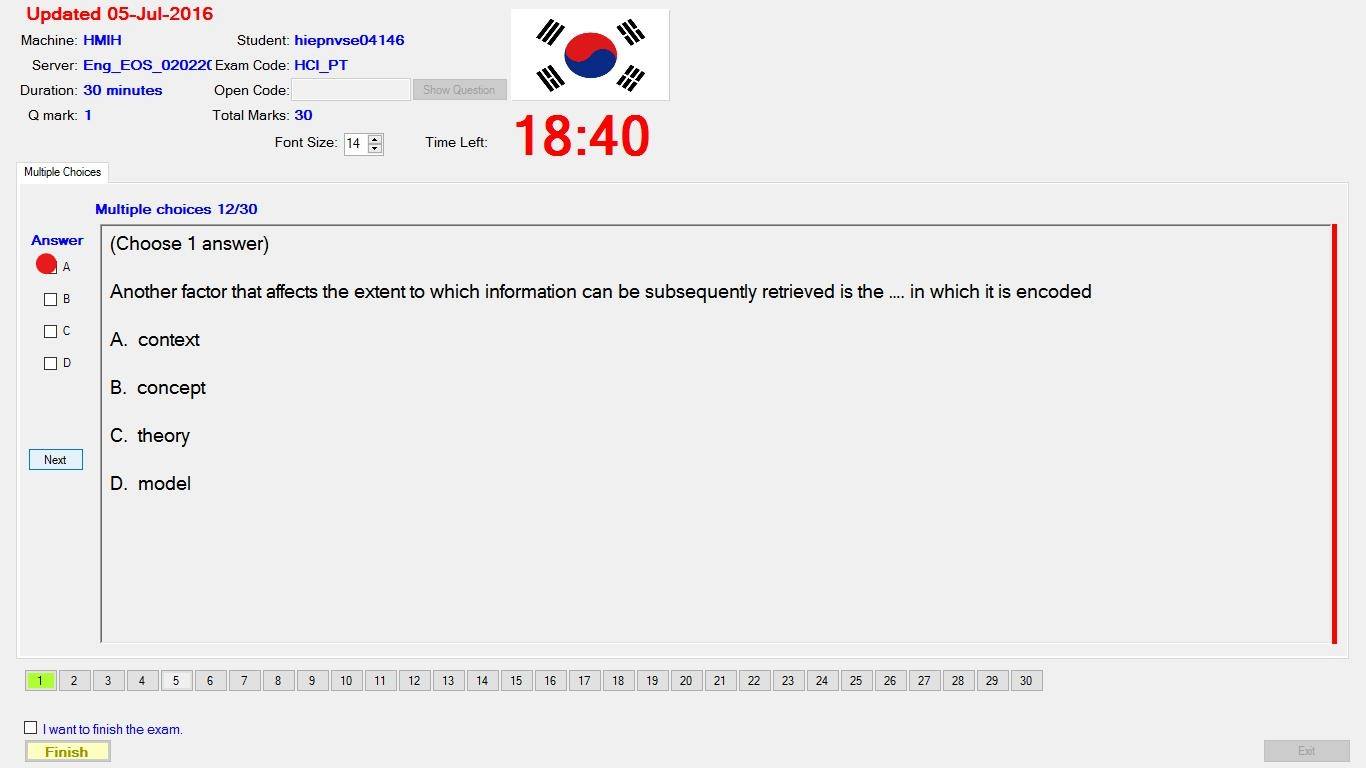 Updated 05-Jul-2016
Machine: HMIH Student: hiepnvse04146
Server: Eng_EOS_020220 Exam Code: HCI_PT
Duration: 30 minutes Open Code: Show Question
Q mark: 1 Total Marks: 30
Font Size: 14 Time Left: 18:40
Multiple Choices
Multiple choices 12/30
Answer
A
B
C
D
Next
(Choose 1 answer)
Another factor that affects the extent to which information can be subsequently retrieved is the .... in which it is encoded
A. context
B. concept
C. theory
D. model
1 2 3 4 5 6 7 8 9 10 11 12 13 14 15 16 17 18 19 20 21 22 23 24 25 26 27 28 29 30
I want to finish the exam.
Finish Exit